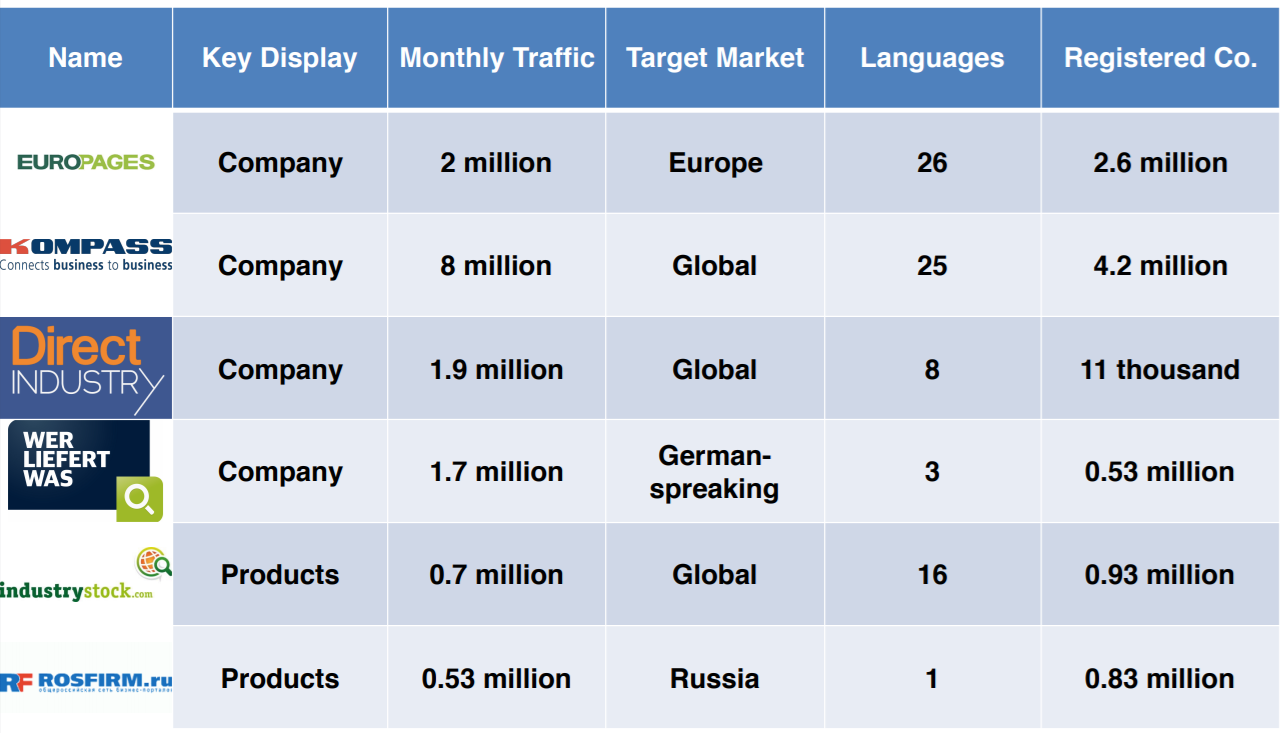 Name Key Display Monthly Traffic Target Market Languages Registered Co.
EUROPAGES Company 2 million Europe 26 2.6 million
KOMPASS
Connects business to business
Company 8 million Global 25 4.2 million
Direct
INDUSTRY
Company 1.9 million Global 8 11 thousand
WER
LIEFERT
WAS
Company 1.7 million German-
spreaking
3 0.53 million
industrystock.com Products 0.7 million Global 16 0.93 million
RF ROSFIRM.ru
общероссийская сеть бизнес-порталов
Products 0.53 million Russia 1 0.83 million